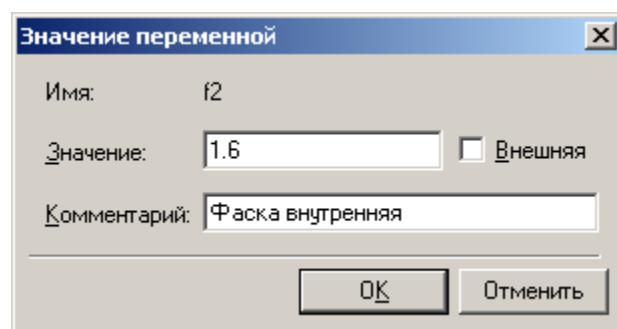 Значение переменной
Имя: f2
Значение: 1.6 Внешняя
Комментарий: Фаска внутренняя
OK Отменить